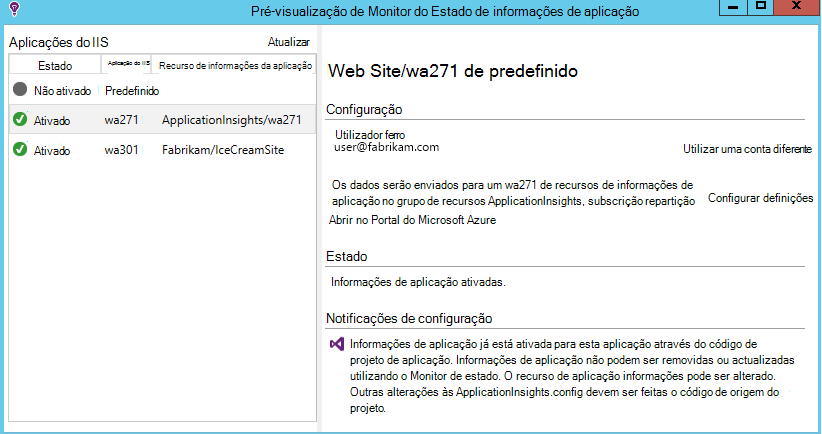 Pré-visualização de Monitor do Estado de informações de aplicação
Aplicações do IIS
Atualizar
Estado
Aplicação do IIS
Recurso de informações da aplicação
Não ativado
Predefinido
Ativado
wa271
ApplicationInsights/wa271
Ativado
wa301
Fabrikam/IceCreamSite
Web Site/wa271 de predefinido
Configuração
Utilizador ferro
user@fabrikam.com
Utilizar uma conta diferente
Os dados serão enviados para um wa271 de recursos de informações de
aplicação no grupo de recursos ApplicationInsights, subscrição repartição
Configurar definições
Abrir no Portal do Microsoft Azure
Estado
Informações de aplicação ativadas.
Notificações de configuração
Informações de aplicação já está ativada para esta aplicação através do código de
projeto de aplicação. Informações de aplicação não podem ser removidas ou actualizadas
utilizando o Monitor de estado. O recurso de aplicação informações pode ser alterado.
Outras alterações às ApplicationInsights.config devem ser feitas o código de origem do
projeto.